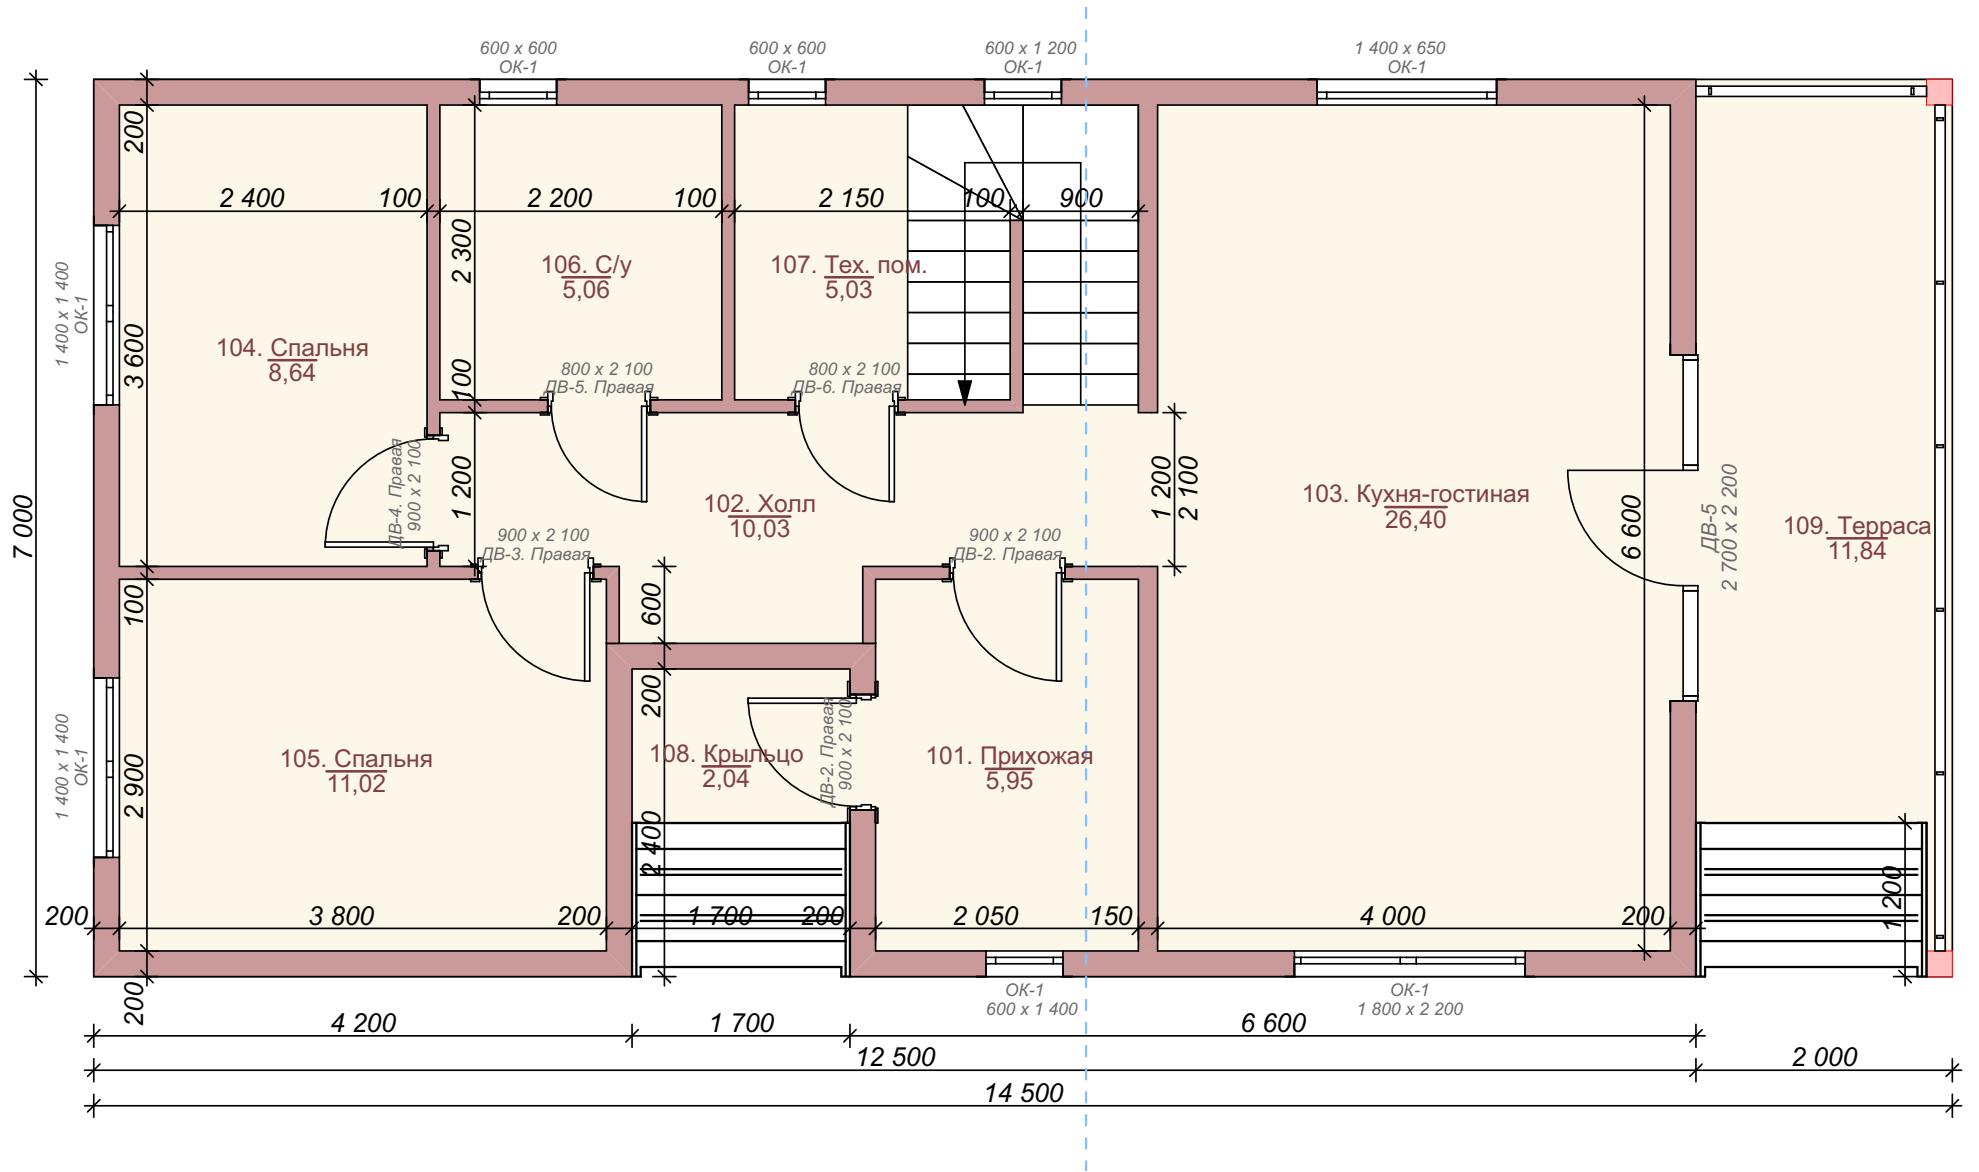 600 x 600
ОК-1
600 x 600
ОК-1
600 x 1 200
ОК-1
1 400 x 650
ОК-1
200
2 400
100
2 200
100
2 150
100
900
2 300
106. С/у
5,06
107. Тех. пом.
5,03
1 400 x 1 400
ОК-1
3 600
104. Спальня
8,64
100
800 x 2 100
ДВ-5. Правая
800 x 2 100
ДВ-6. Правая
7 000
ДВ-4. Правая
900 x 2 100
1 200
102. Холл
10,03
1 200
2 100
103. Кухня-гостиная
26,40
6 600
ДВ-5
2 700 x 2 200
109. Терраса
11,84
900 x 2 100
ДВ-3. Правая
900 x 2 100
ДВ-2. Правая
100
600
200
1 400 x 1 400
ОК-1
2 900
105. Спальня
11,02
108. Крыльцо
2,04
ДВ-2. Правая
900 x 2 100
101. Прихожая
5,95
2 400
1 200
200
3 800
200
1 700
200
2 050
150
4 000
200
200
ОК-1
600 x 1 400
ОК-1
1 800 x 2 200
4 200
1 700
6 600
12 500
2 000
14 500